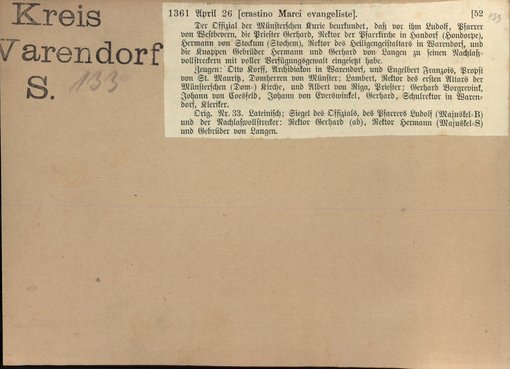 Kreis
Warendorf
S. 133
1361 April 26 [crastino Marci evangeliste]. [52
133
Der Offizial der Münsterschen Kurie beurkundet, daß vor ihm Ludolf, Pfarrer
von Westbevern, die Priester Gerhard, Rektor der Pfarrkirche in Handorf (Hondorpe),
Hermann von Stockum (Stochem), Rektor des Heiligengeistaltars in Warendorf, und
die Knappen Gebrüder Hermann und Gerhard von Langen zu seinen Nachlaß-
vollstreckern mit voller Verfügungsgewalt eingesetzt habe.
Zeugen: Otto Korff, Archidiakon in Warendorf, und Engelbert Franzois, Propst
von St. Mauritz, Domherren von Münster; Lambert, Rektor des ersten Altars der
Münsterschen (Dom-) Kirche, und Albert von Riga, Priester; Gerhard Borgrevink,
Johann von Coesfeld, Johann von Everswinkel, Gerhard, Schulrektor in Waren-
dorf, Kleriker.
Orig. Nr. 33. Lateinisch; Siegel des Offizials, des Pfarrers Ludolf (Majuskel-B)
und der Nachlaßvollstrecker: Rektor Gerhard (ab), Rektor Hermann (Majuskel-S)
und Gebrüder von Langen.